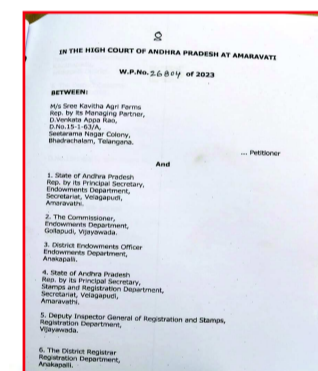 IN THE HIGH COURT OF ANDHRA PRADESH AT AMARAVATI
W.P.No.26804 of 2023
BETWEEN:
M/s Sree Kavitha Agri Farms
Rep. by its Managing Partner,
D.Venkata Appa Rao,
D.No.15-1-63/A,
Seetarama Nagar Colony,
Bhadrachalam, Telangana.
... Petitioner
And
1. State of Andhra Pradesh
Rep. by its Principal Secretary,
Endowments Department,
Secretariat, Velagapudi,
Amaravathi.
2. The Commissioner,
Endowments Department,
Gollapudi, Vijayawada.
3. District Endowments Officer
Endowments Department,
Anakapalli.
4. State of Andhra Pradesh
Rep. by its Principal Secretary,
Stamps and Registration Department,
Secretariat, Velagapudi,
Amaravathi.
5. Deputy Inspector General of Registration and Stamps,
Registration Department,
Vijayawada.
6. The District Registrar
Registration Department,
Anakapalli.